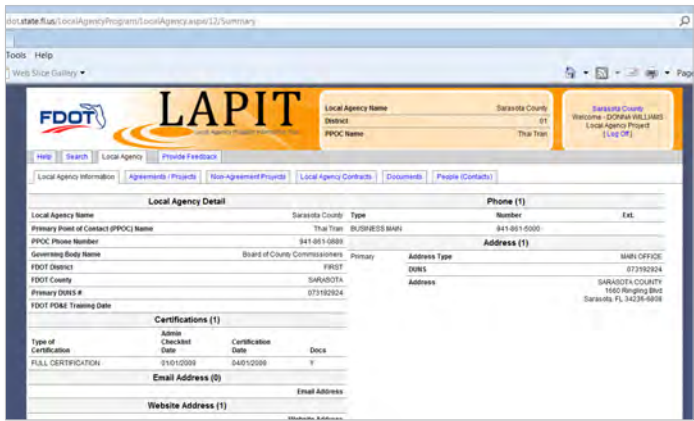 dot.state.fl.us/LocalAgencyProgram/LocalAgency.aspx/12/Summary
Tools Help
Web Slice Gallery
Page
FDOT
LAPIT
Local Agency Program Information Tool
Local Agency Name Sarasota County
District 01
PPOC Name Thai Tran
Sarasota County
Welcome - DONNA WILLIAMS
Local Agency Project
[ Log Off ]
Help Search Local Agency Provide Feedback
Local Agency Information Agreements / Projects Non-Agreement Projects Local Agency Contracts Documents People (Contacts)
Local Agency Detail
Local Agency Name Sarasota County
Primary Point of Contact (PPOC) Name Thai Tran
PPOC Phone Number 941-861-0889
Governing Body Name Board of County Commissioners
FDOT District FIRST
FDOT County SARASOTA
Primary DUNS # 073192924
FDOT PD&E Training Date
Certifications (1)
Type of Certification Admin Checklist Date Certification Date Docs
FULL CERTIFICATION 01/01/2009 04/01/2009 Y
Email Address (0)
Email Address
Website Address (1)
Website Address
Phone (1)
Type Number Ext.
BUSINESS MAIN 941-861-5000
Address (1)
Primary Address Type MAIN OFFICE
DUNS 073192924
Address SARASOTA COUNTY
1660 Ringling Blvd
Sarasota, FL 34236-6808